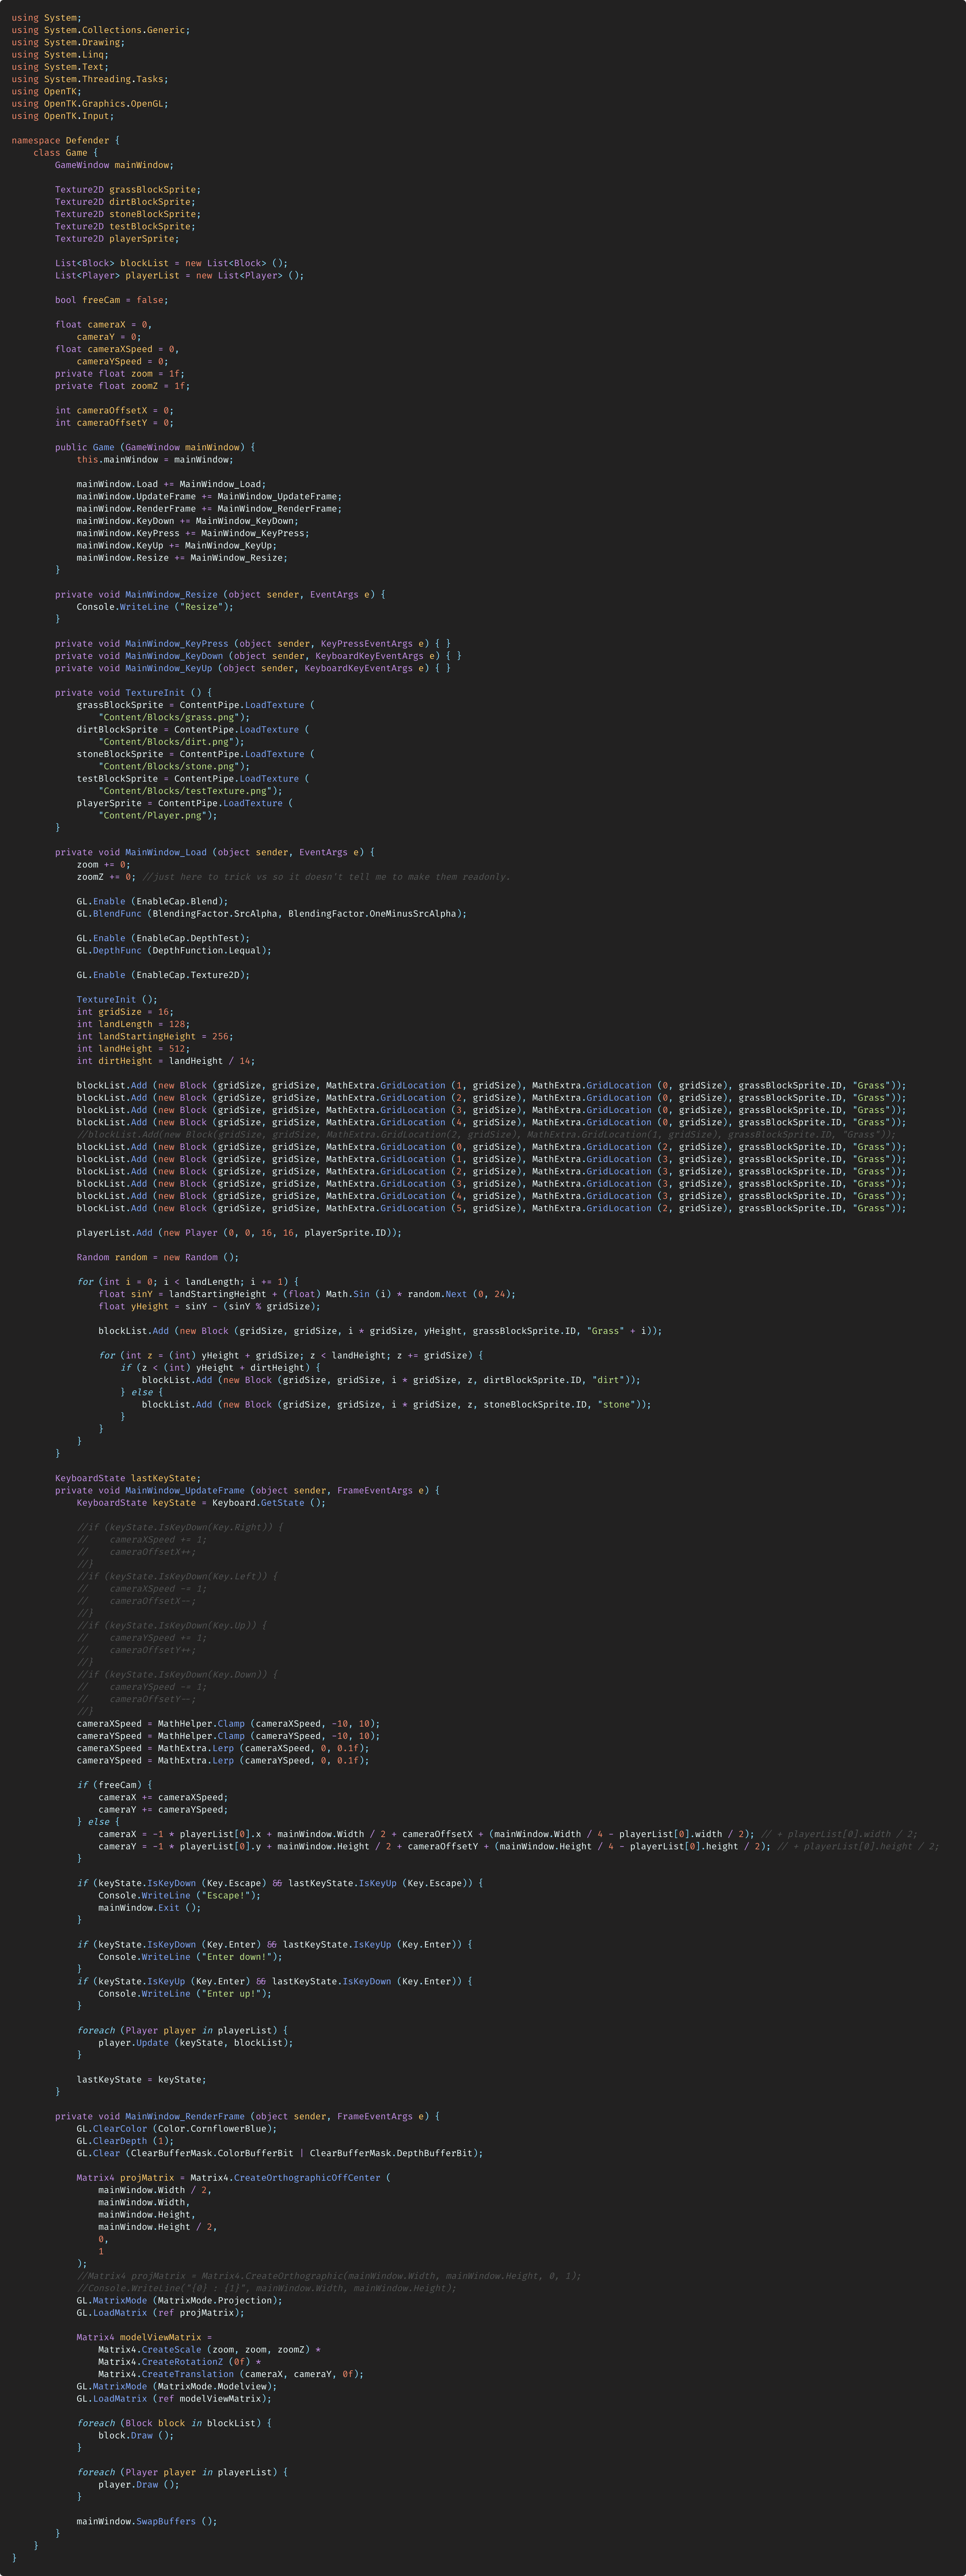 using System;
using System.Collections.Generic;
using System.Drawing;
using System.Linq;
using System.Text;
using System.Threading.Tasks;
using OpenTK;
using OpenTK.Graphics.OpenGL;
using OpenTK.Input;

namespace Defender {
    class Game {
        GameWindow mainWindow;

        Texture2D grassBlockSprite;
        Texture2D dirtBlockSprite;
        Texture2D stoneBlockSprite;
        Texture2D testBlockSprite;
        Texture2D playerSprite;

        List<Block> blockList = new List<Block> ();
        List<Player> playerList = new List<Player> ();

        bool freeCam = false;

        float cameraX = 0,
            cameraY = 0;
        float cameraXSpeed = 0,
            cameraYSpeed = 0;
        private float zoom = 1f;
        private float zoomZ = 1f;

        int cameraOffsetX = 0;
        int cameraOffsetY = 0;

        public Game (GameWindow mainWindow) {
            this.mainWindow = mainWindow;

            mainWindow.Load += MainWindow_Load;
            mainWindow.UpdateFrame += MainWindow_UpdateFrame;
            mainWindow.RenderFrame += MainWindow_RenderFrame;
            mainWindow.KeyDown += MainWindow_KeyDown;
            mainWindow.KeyPress += MainWindow_KeyPress;
            mainWindow.KeyUp += MainWindow_KeyUp;
            mainWindow.Resize += MainWindow_Resize;
        }

        private void MainWindow_Resize (object sender, EventArgs e) {
            Console.WriteLine ("Resize");
        }

        private void MainWindow_KeyPress (object sender, KeyPressEventArgs e) { }
        private void MainWindow_KeyDown (object sender, KeyboardKeyEventArgs e) { }
        private void MainWindow_KeyUp (object sender, KeyboardKeyEventArgs e) { }

        private void TextureInit () {
            grassBlockSprite = ContentPipe.LoadTexture (
                "Content/Blocks/grass.png");
            dirtBlockSprite = ContentPipe.LoadTexture (
                "Content/Blocks/dirt.png");
            stoneBlockSprite = ContentPipe.LoadTexture (
                "Content/Blocks/stone.png");
            testBlockSprite = ContentPipe.LoadTexture (
                "Content/Blocks/testTexture.png");
            playerSprite = ContentPipe.LoadTexture (
                "Content/Player.png");
        }

        private void MainWindow_Load (object sender, EventArgs e) {
            zoom += 0;
            zoomZ += 0; //just here to trick vs so it doesn't tell me to make them readonly.

            GL.Enable (EnableCap.Blend);
            GL.BlendFunc (BlendingFactor.SrcAlpha, BlendingFactor.OneMinusSrcAlpha);

            GL.Enable (EnableCap.DepthTest);
            GL.DepthFunc (DepthFunction.Lequal);

            GL.Enable (EnableCap.Texture2D);

            TextureInit ();
            int gridSize = 16;
            int landLength = 128;
            int landStartingHeight = 256;
            int landHeight = 512;
            int dirtHeight = landHeight / 14;

            blockList.Add (new Block (gridSize, gridSize, MathExtra.GridLocation (1, gridSize), MathExtra.GridLocation (0, gridSize), grassBlockSprite.ID, "Grass"));
            blockList.Add (new Block (gridSize, gridSize, MathExtra.GridLocation (2, gridSize), MathExtra.GridLocation (0, gridSize), grassBlockSprite.ID, "Grass"));
            blockList.Add (new Block (gridSize, gridSize, MathExtra.GridLocation (3, gridSize), MathExtra.GridLocation (0, gridSize), grassBlockSprite.ID, "Grass"));
            blockList.Add (new Block (gridSize, gridSize, MathExtra.GridLocation (4, gridSize), MathExtra.GridLocation (0, gridSize), grassBlockSprite.ID, "Grass"));
            //blockList.Add(new Block(gridSize, gridSize, MathExtra.GridLocation(2, gridSize), MathExtra.GridLocation(1, gridSize), grassBlockSprite.ID, "Grass"));
            blockList.Add (new Block (gridSize, gridSize, MathExtra.GridLocation (0, gridSize), MathExtra.GridLocation (2, gridSize), grassBlockSprite.ID, "Grass"));
            blockList.Add (new Block (gridSize, gridSize, MathExtra.GridLocation (1, gridSize), MathExtra.GridLocation (3, gridSize), grassBlockSprite.ID, "Grass"));
            blockList.Add (new Block (gridSize, gridSize, MathExtra.GridLocation (2, gridSize), MathExtra.GridLocation (3, gridSize), grassBlockSprite.ID, "Grass"));
            blockList.Add (new Block (gridSize, gridSize, MathExtra.GridLocation (3, gridSize), MathExtra.GridLocation (3, gridSize), grassBlockSprite.ID, "Grass"));
            blockList.Add (new Block (gridSize, gridSize, MathExtra.GridLocation (4, gridSize), MathExtra.GridLocation (3, gridSize), grassBlockSprite.ID, "Grass"));
            blockList.Add (new Block (gridSize, gridSize, MathExtra.GridLocation (5, gridSize), MathExtra.GridLocation (2, gridSize), grassBlockSprite.ID, "Grass"));

            playerList.Add (new Player (0, 0, 16, 16, playerSprite.ID));

            Random random = new Random ();

            for (int i = 0; i < landLength; i += 1) {
                float sinY = landStartingHeight + (float) Math.Sin (i) * random.Next (0, 24);
                float yHeight = sinY - (sinY % gridSize);

                blockList.Add (new Block (gridSize, gridSize, i * gridSize, yHeight, grassBlockSprite.ID, "Grass" + i));

                for (int z = (int) yHeight + gridSize; z < landHeight; z += gridSize) {
                    if (z < (int) yHeight + dirtHeight) {
                        blockList.Add (new Block (gridSize, gridSize, i * gridSize, z, dirtBlockSprite.ID, "dirt"));
                    } else {
                        blockList.Add (new Block (gridSize, gridSize, i * gridSize, z, stoneBlockSprite.ID, "stone"));
                    }
                }
            }
        }

        KeyboardState lastKeyState;
        private void MainWindow_UpdateFrame (object sender, FrameEventArgs e) {
            KeyboardState keyState = Keyboard.GetState ();

            //if (keyState.IsKeyDown(Key.Right)) {
            //    cameraXSpeed += 1;
            //    cameraOffsetX++;
            //}
            //if (keyState.IsKeyDown(Key.Left)) {
            //    cameraXSpeed -= 1;
            //    cameraOffsetX--;
            //}
            //if (keyState.IsKeyDown(Key.Up)) {
            //    cameraYSpeed += 1;
            //    cameraOffsetY++;
            //}
            //if (keyState.IsKeyDown(Key.Down)) {
            //    cameraYSpeed -= 1;
            //    cameraOffsetY--;
            //}
            cameraXSpeed = MathHelper.Clamp (cameraXSpeed, -10, 10);
            cameraYSpeed = MathHelper.Clamp (cameraYSpeed, -10, 10);
            cameraXSpeed = MathExtra.Lerp (cameraXSpeed, 0, 0.1f);
            cameraYSpeed = MathExtra.Lerp (cameraYSpeed, 0, 0.1f);

            if (freeCam) {
                cameraX += cameraXSpeed;
                cameraY += cameraYSpeed;
            } else {
                cameraX = -1 * playerList[0].x + mainWindow.Width / 2 + cameraOffsetX + (mainWindow.Width / 4 - playerList[0].width / 2); // + playerList[0].width / 2;
                cameraY = -1 * playerList[0].y + mainWindow.Height / 2 + cameraOffsetY + (mainWindow.Height / 4 - playerList[0].height / 2); // + playerList[0].height / 2;
            }

            if (keyState.IsKeyDown (Key.Escape) && lastKeyState.IsKeyUp (Key.Escape)) {
                Console.WriteLine ("Escape!");
                mainWindow.Exit ();
            }

            if (keyState.IsKeyDown (Key.Enter) && lastKeyState.IsKeyUp (Key.Enter)) {
                Console.WriteLine ("Enter down!");
            }
            if (keyState.IsKeyUp (Key.Enter) && lastKeyState.IsKeyDown (Key.Enter)) {
                Console.WriteLine ("Enter up!");
            }

            foreach (Player player in playerList) {
                player.Update (keyState, blockList);
            }

            lastKeyState = keyState;
        }

        private void MainWindow_RenderFrame (object sender, FrameEventArgs e) {
            GL.ClearColor (Color.CornflowerBlue);
            GL.ClearDepth (1);
            GL.Clear (ClearBufferMask.ColorBufferBit | ClearBufferMask.DepthBufferBit);

            Matrix4 projMatrix = Matrix4.CreateOrthographicOffCenter (
                mainWindow.Width / 2,
                mainWindow.Width,
                mainWindow.Height,
                mainWindow.Height / 2,
                0,
                1
            );
            //Matrix4 projMatrix = Matrix4.CreateOrthographic(mainWindow.Width, mainWindow.Height, 0, 1);
            //Console.WriteLine("{0} : {1}", mainWindow.Width, mainWindow.Height);
            GL.MatrixMode (MatrixMode.Projection);
            GL.LoadMatrix (ref projMatrix);

            Matrix4 modelViewMatrix =
                Matrix4.CreateScale (zoom, zoom, zoomZ) *
                Matrix4.CreateRotationZ (0f) *
                Matrix4.CreateTranslation (cameraX, cameraY, 0f);
            GL.MatrixMode (MatrixMode.Modelview);
            GL.LoadMatrix (ref modelViewMatrix);

            foreach (Block block in blockList) {
                block.Draw ();
            }

            foreach (Player player in playerList) {
                player.Draw ();
            }

            mainWindow.SwapBuffers ();
        }
    }
}